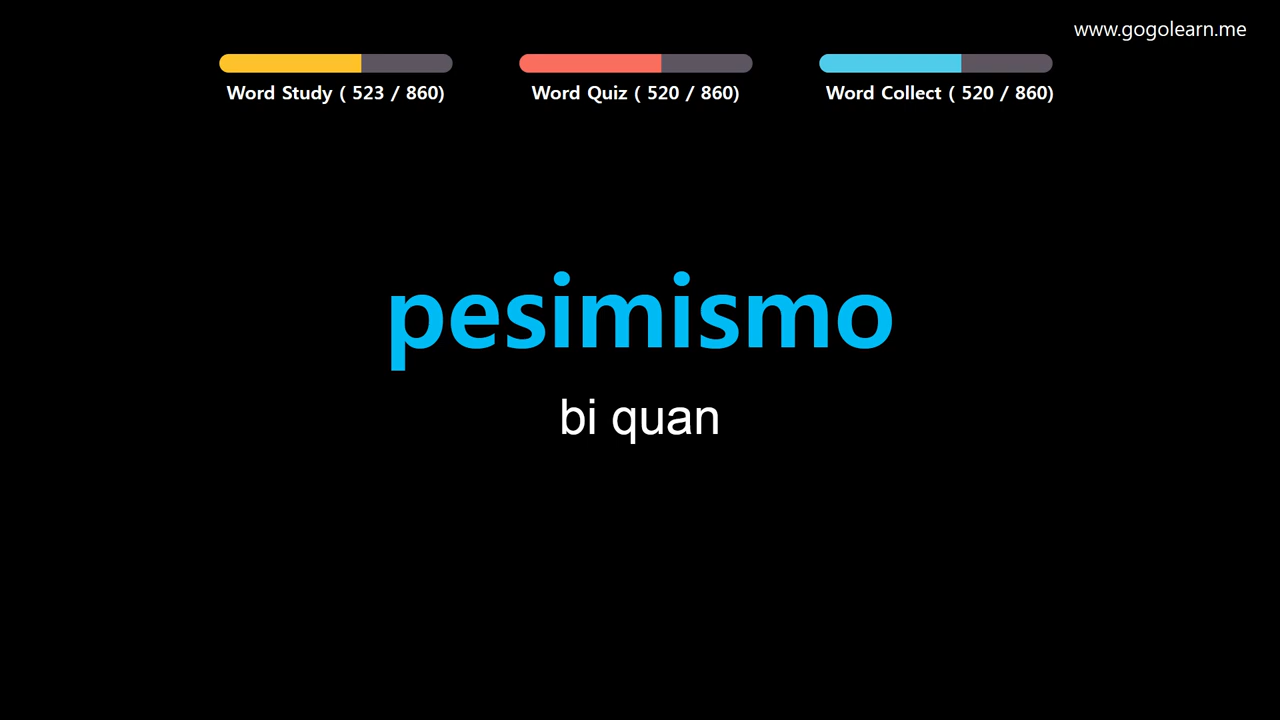 www.gogolearn.me
Word Study ( 523 / 860)
Word Quiz ( 520 / 860)
Word Collect ( 520 / 860)
pesimismo
bi quan